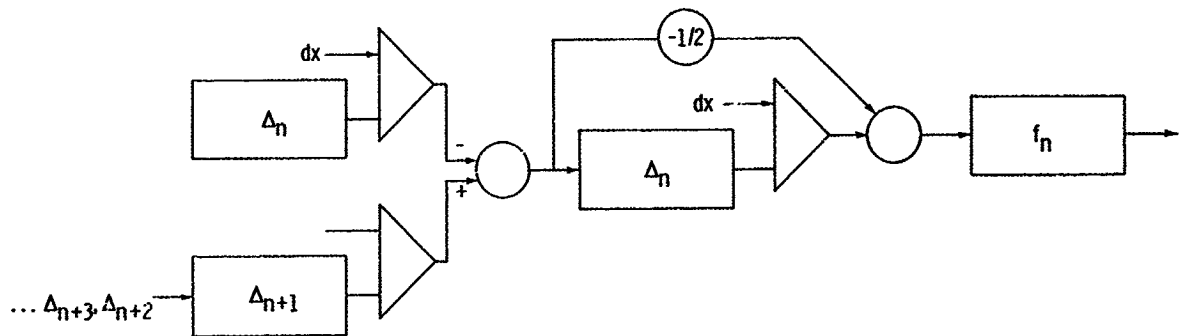 -1/2
dx
Δn
dx
Δn
fn
-
+
Δn+1
... Δn+3, Δn+2